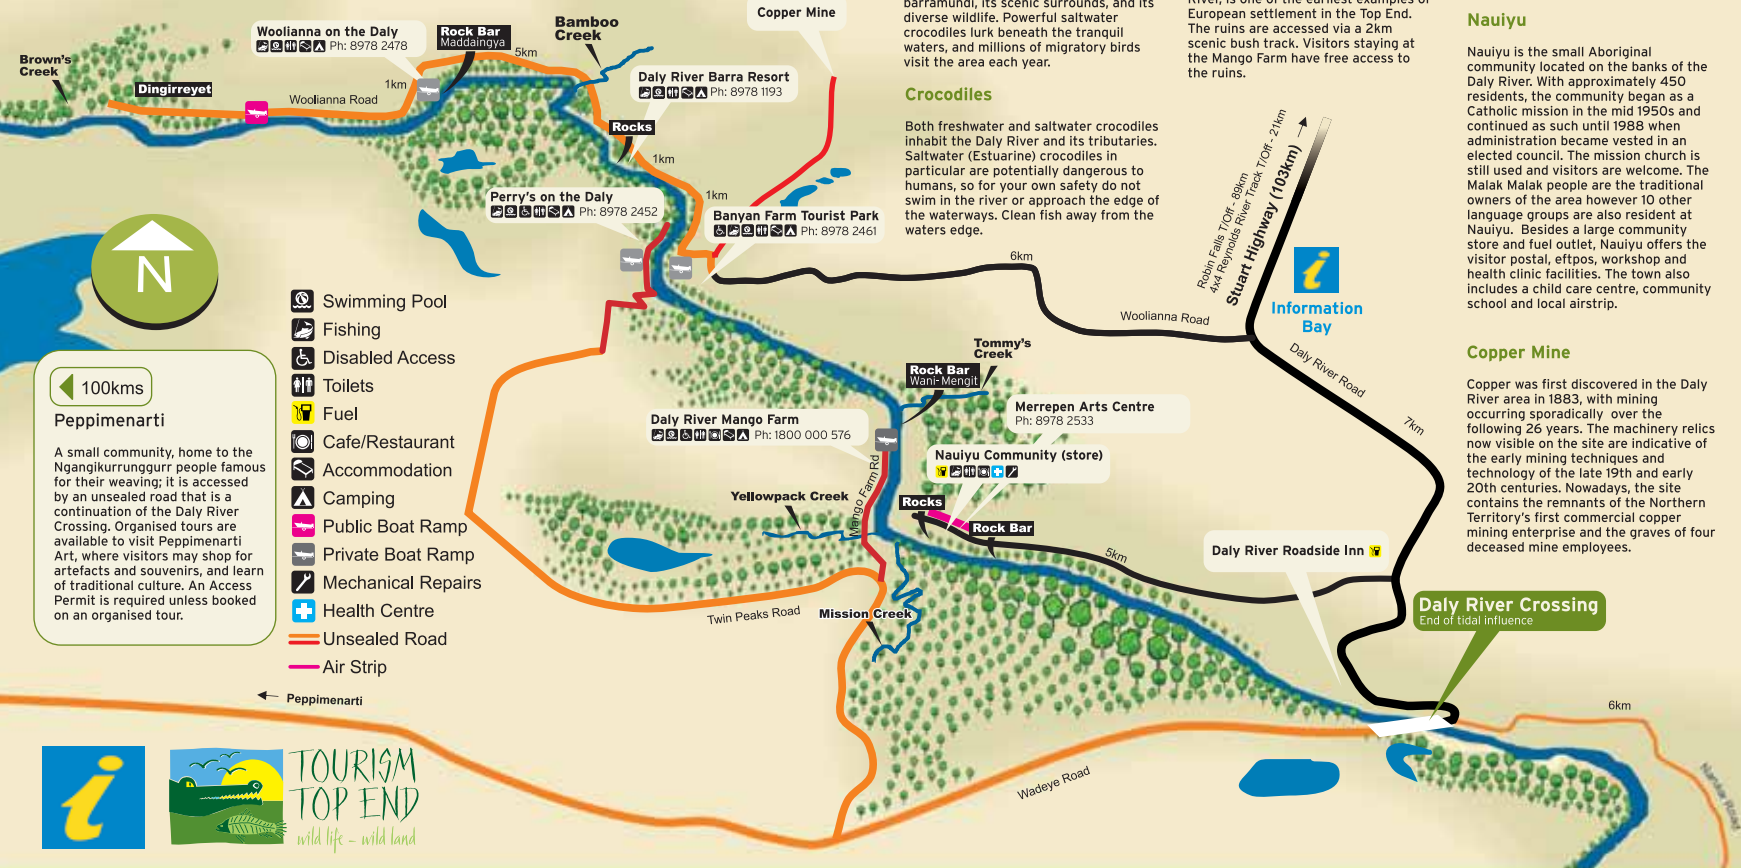 Copper Mine
Woolianna on the Daly
Ph: 8978 2478
Rock Bar
Maddaingya
5km
Bamboo
Creek
Brown's
Creek
Dingirreyet
1km
Woolianna Road
Daly River Barra Resort
Ph: 8978 1193
Rocks
1km
Perry's on the Daly
Ph: 8978 2452
1km
Banyan Farm Tourist Park
Ph: 8978 2461
barramundi, its scenic surrounds, and its
diverse wildlife. Powerful saltwater
crocodiles lurk beneath the tranquil
waters, and millions of migratory birds
visit the area each year.
Crocodiles
Both freshwater and saltwater crocodiles
inhabit the Daly River and its tributaries.
Saltwater (Estuarine) crocodiles in
particular are potentially dangerous to
humans, so for your own safety do not
swim in the river or approach the edge of
the waterways. Clean fish away from the
waters edge.
River, is one of the earliest examples of
European settlement in the Top End.
The ruins are accessed via a 2km
scenic bush track. Visitors staying at
the Mango Farm have free access to
the ruins.
Nauiyu
Nauiyu is the small Aboriginal
community located on the banks of the
Daly River. With approximately 450
residents, the community began as a
Catholic mission in the mid 1950s and
continued as such until 1988 when
administration became vested in an
elected council. The mission church is
still used and visitors are welcome. The
Malak Malak people are the traditional
owners of the area however 10 other
language groups are also resident at
Nauiyu. Besides a large community
store and fuel outlet, Nauiyu offers the
visitor postal, eftpos, workshop and
health clinic facilities. The town also
includes a child care centre, community
school and local airstrip.
Copper Mine
Copper was first discovered in the Daly
River area in 1883, with mining
occurring sporadically over the
following 26 years. The machinery relics
now visible on the site are indicative of
the early mining techniques and
technology of the late 19th and early
20th centuries. Nowadays, the site
contains the remnants of the Northern
Territory's first commercial copper
mining enterprise and the graves of four
deceased mine employees.
Robin Falls T/Off - 89km
4x4 Reynolds River Track T/Off - 21km
Stuart Highway (103km)
Information
Bay
6km
Woolianna Road
Daly River Road
7km
N
Swimming Pool
Fishing
Disabled Access
Toilets
Fuel
Cafe/Restaurant
Accommodation
Camping
Public Boat Ramp
Private Boat Ramp
Mechanical Repairs
Health Centre
Unsealed Road
Air Strip
100kms
Peppimenarti
A small community, home to the
Ngangikurrunggurr people famous
for their weaving; it is accessed
by an unsealed road that is a
continuation of the Daly River
Crossing. Organised tours are
available to visit Peppimenarti
Art, where visitors may shop for
artefacts and souvenirs, and learn
of traditional culture. An Access
Permit is required unless booked
on an organised tour.
Tommy's
Creek
Rock Bar
Wani-Mengit
Daly River Mango Farm
Ph: 1800 000 576
Merrepen Arts Centre
Ph: 8978 2533
Nauiyu Community (store)
Mango Farm Rd
Yellowpack Creek
Rocks
Rock Bar
5km
Daly River Roadside Inn
Twin Peaks Road
Mission Creek
Daly River Crossing
End of tidal influence
6km
Peppimenarti
Wadeye Road
i
TOURISM
TOP END
wild life - wild land